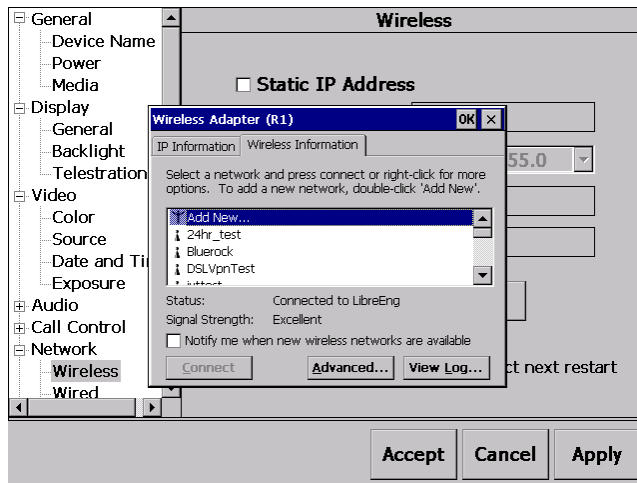 General
Device Name
Power
Media
Display
General
Backlight
Telestration
Video
Color
Source
Date and Ti
Exposure
Audio
Call Control
Network
Wireless
Wired
Wireless
Static IP Address
55.0
ct next restart
Wireless Adapter (R1)
OK
IP Information
Wireless Information
Select a network and press connect or right-click for more
options. To add a new network, double-click 'Add New'.
Add New...
24hr_test
Bluerock
DSLVpnTest
Status: Connected to LibreEng
Signal Strength: Excellent
Notify me when new wireless networks are available
Connect
Advanced...
View Log...
Accept
Cancel
Apply